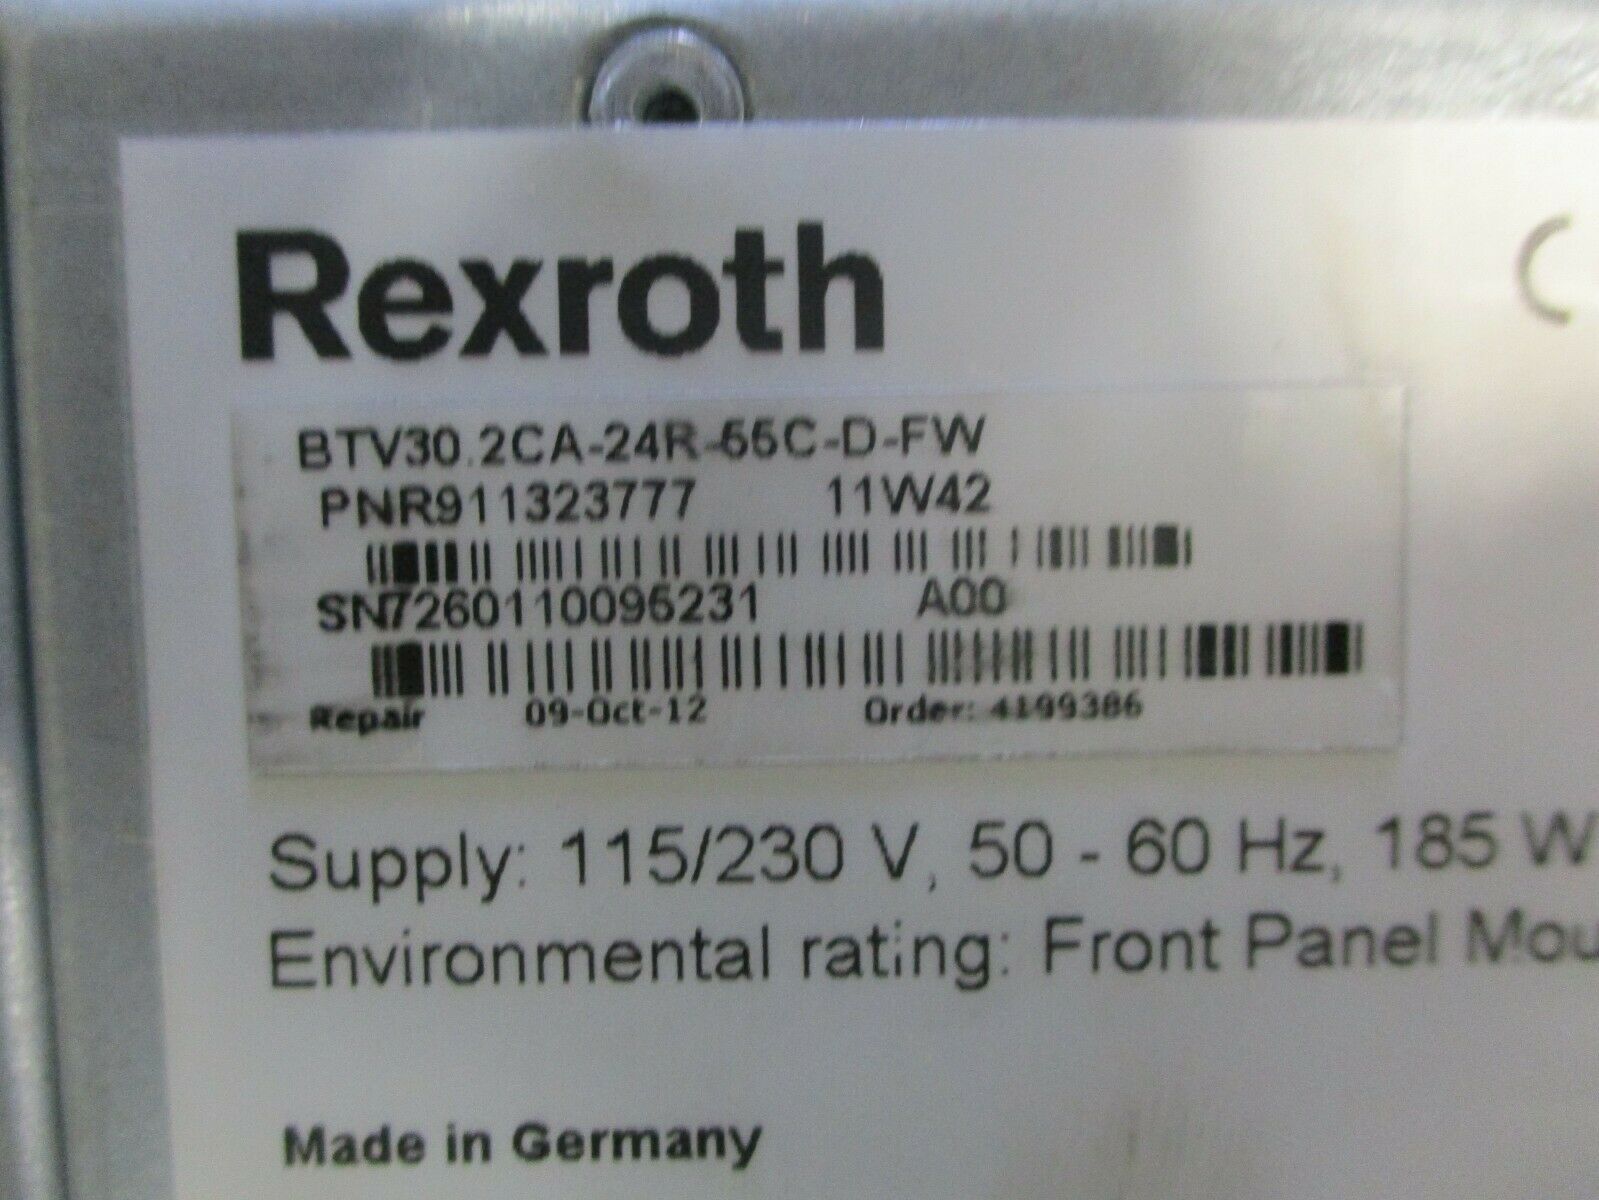 Rexroth
BTV30.2CA-24R-55C-D-FW
PNR911323777 11W42
SN7260110095231 A00
Repair 09-Oct-12 Order: 4199386
Supply: 115/230 V, 50 - 60 Hz, 185 W
Environmental rating: Front Panel Mou
Made in Germany